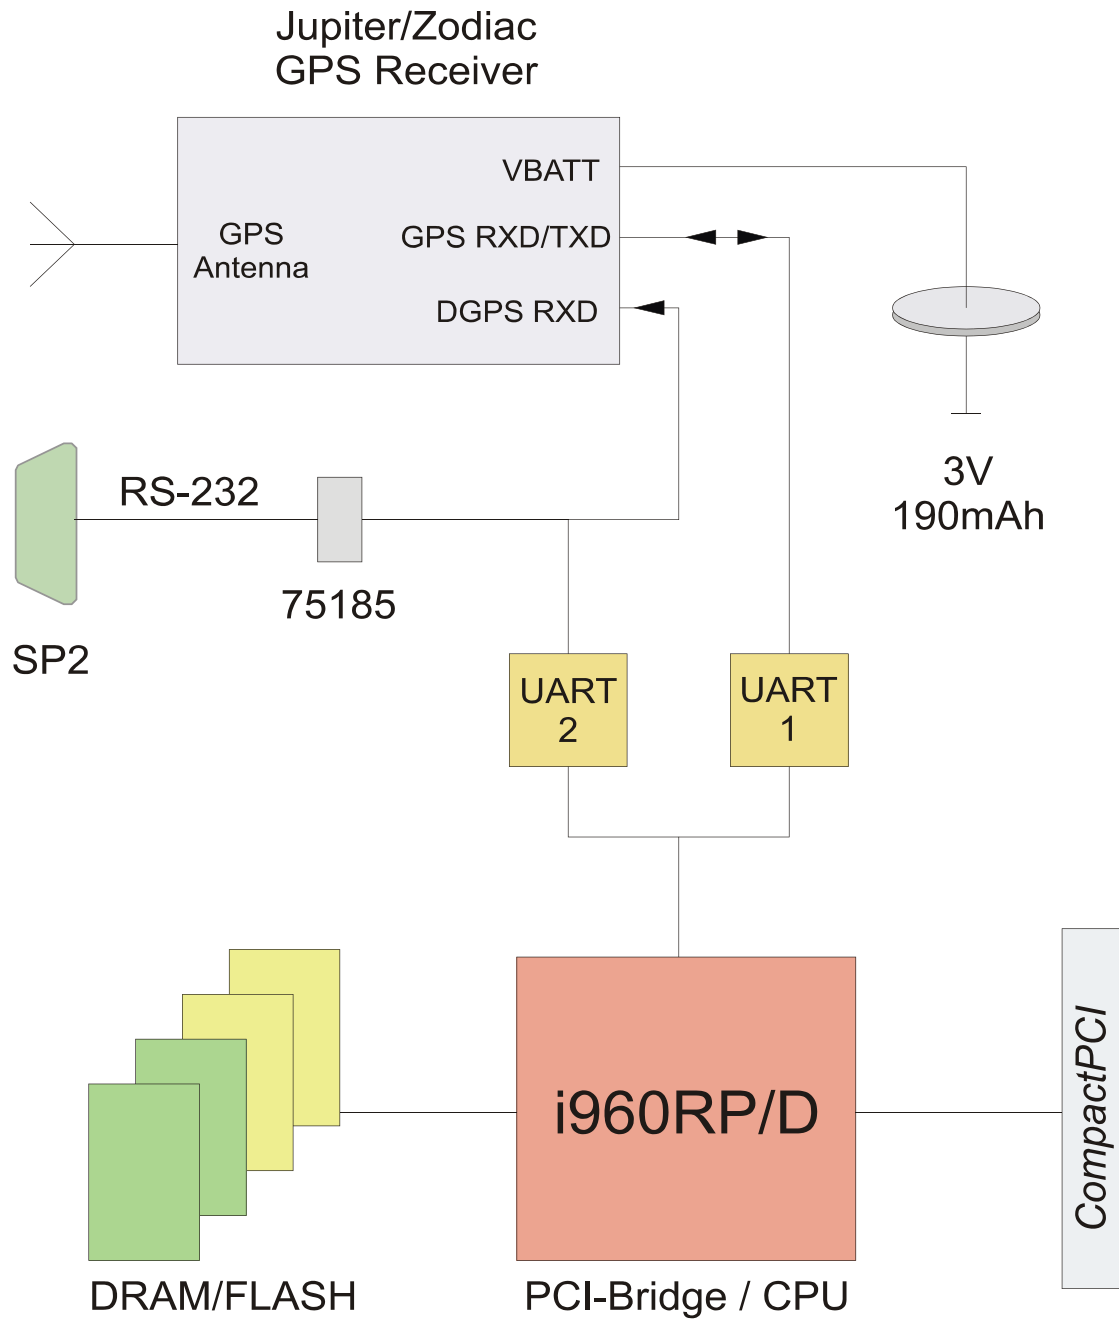 Jupiter/Zodiac
GPS Receiver
VBATT
GPS
Antenna
GPS RXD/TXD
DGPS RXD
3V
190mAh
RS-232
75185
SP2
UART
2
UART
1
i960RP/D
CompactPCI
DRAM/FLASH
PCI-Bridge / CPU